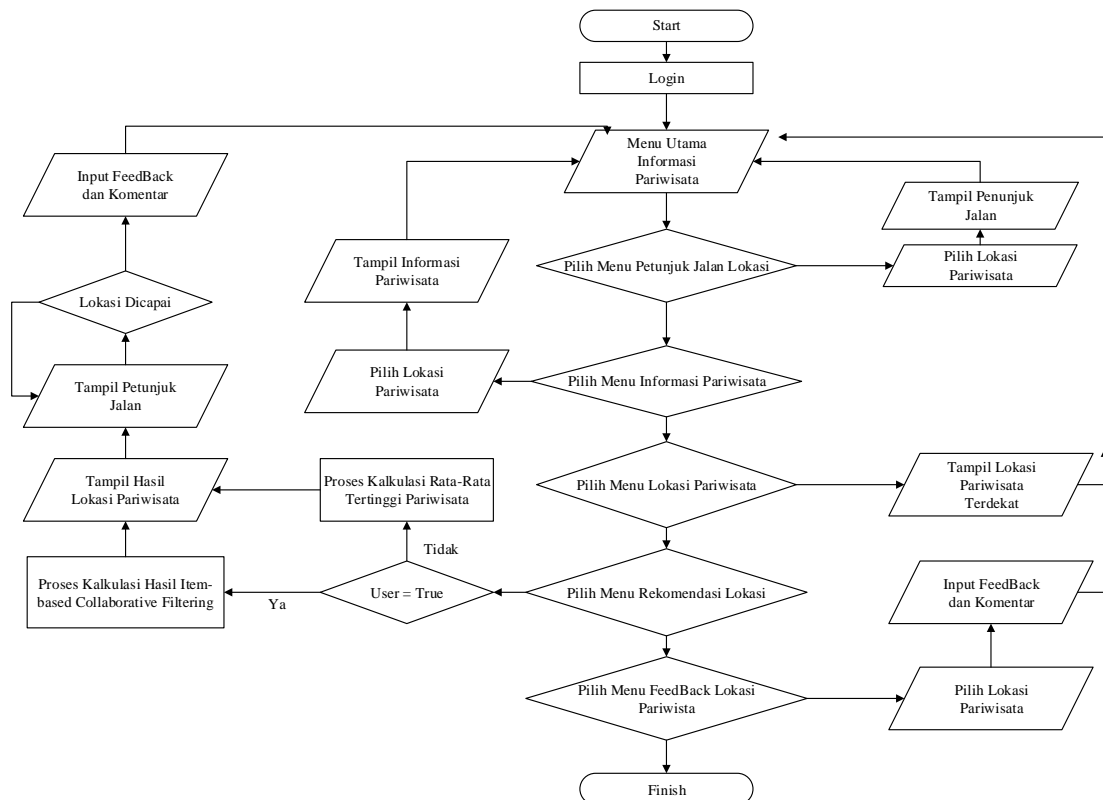 Start
Login
Menu Utama
Informasi
Pariwisata
Input FeedBack
dan Komentar
Tampil Penunjuk
Jalan
Tampil Informasi
Pariwisata
Pilih Menu Petunjuk Jalan Lokasi
Pilih Lokasi
Pariwisata
Lokasi Dicapai
Tampil Petunjuk
Jalan
Pilih Lokasi
Pariwisata
Pilih Menu Informasi Pariwisata
Tampil Hasil
Lokasi Pariwisata
Proses Kalkulasi Rata-Rata
Tertinggi Pariwisata
Pilih Menu Lokasi Pariwisata
Tampil Lokasi
Pariwisata
Terdekat
Tidak
Proses Kalkulasi Hasil Item-
based Collaborative Filtering
Ya
User = True
Pilih Menu Rekomendasi Lokasi
Input FeedBack
dan Komentar
Pilih Menu FeedBack Lokasi
Pariwista
Pilih Lokasi
Pariwisata
Finish